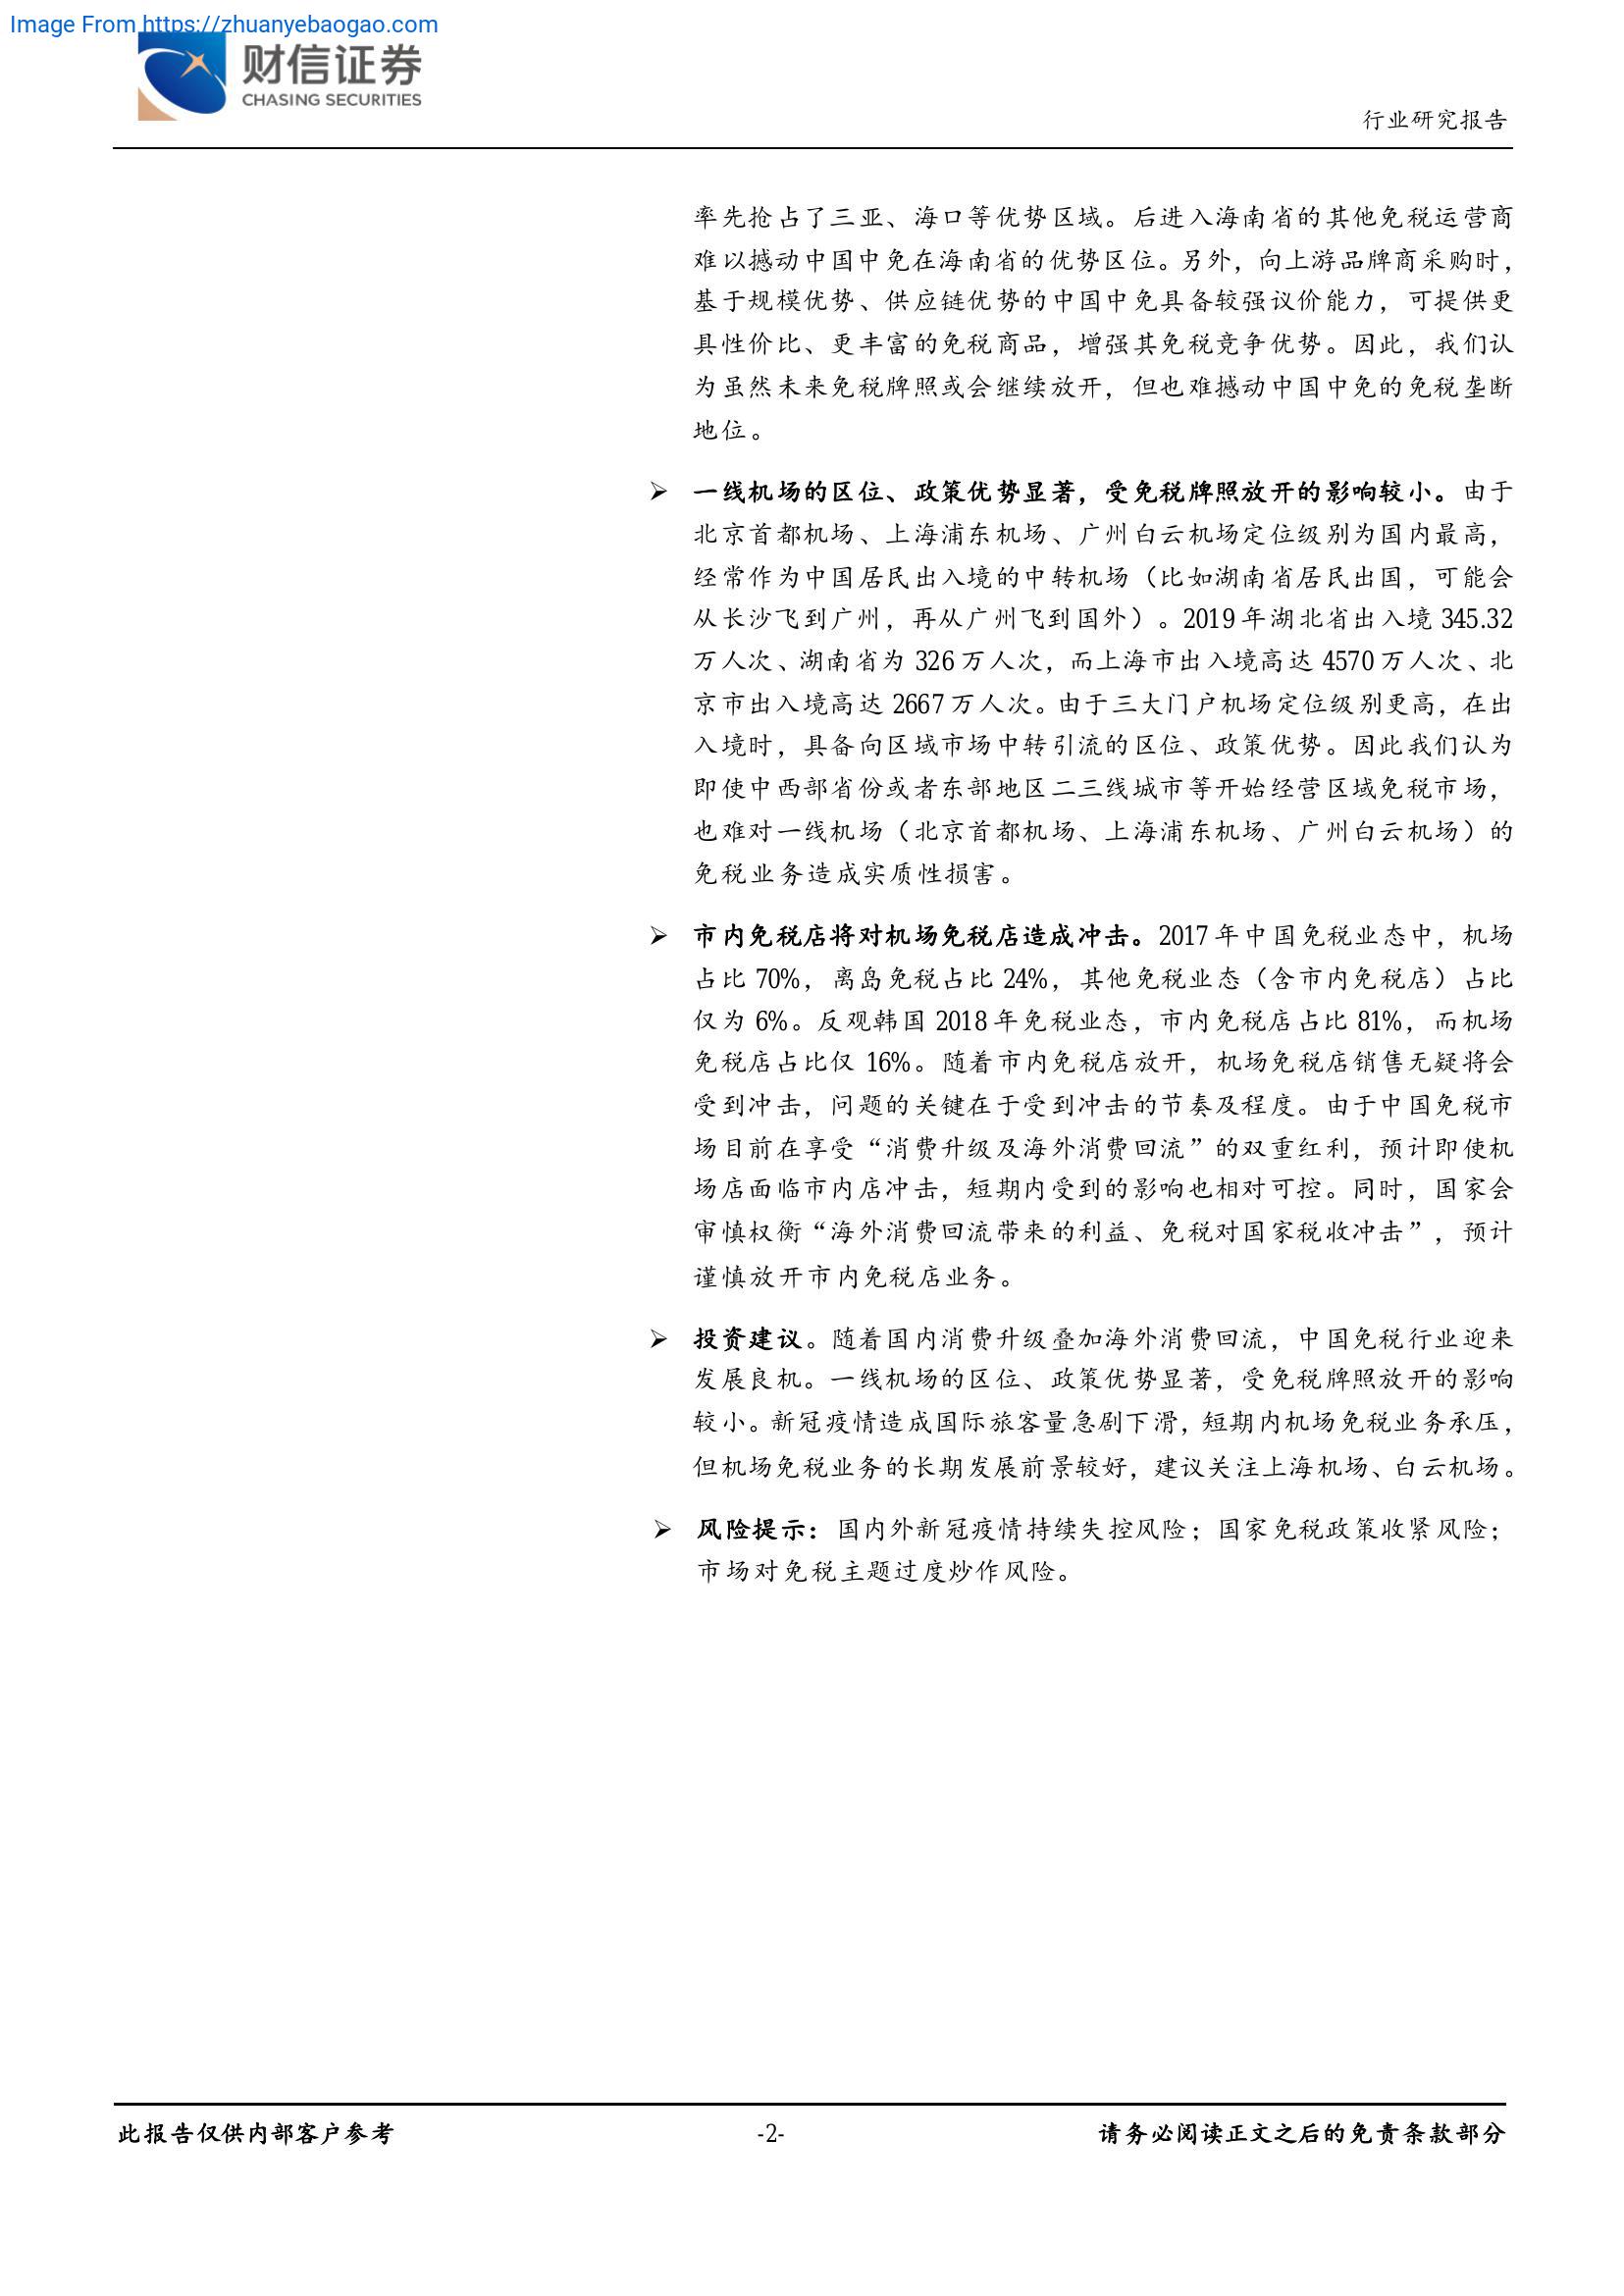 Image From https://zhuanyebaogao.com
财信证券
CHASING SECURITIES
行业研究报告
率先抢占了三亚、海口等优势区域。后进入海南省的其他免税运营商
难以撼动中国中免在海南省的优势区位。另外，向上游品牌商采购时，
基于规模优势、供应链优势的中国中免具备较强议价能力，可提供更
具性价比、更丰富的免税商品，增强其免税竞争优势。因此，我们认
为虽然未来免税牌照或会继续放开，但也难撼动中国中免的免税垄断
地位。
➢ 一线机场的区位、政策优势显著，受免税牌照放开的影响较小。由于
北京首都机场、上海浦东机场、广州白云机场定位级别为国内最高，
经常作为中国居民出入境的中转机场（比如湖南省居民出国，可能会
从长沙飞到广州，再从广州飞到国外）。2019 年湖北省出入境 345.32
万人次、湖南省为 326 万人次，而上海市出入境高达 4570 万人次、北
京市出入境高达 2667 万人次。由于三大门户机场定位级别更高，在出
入境时，具备向区域市场中转引流的区位、政策优势。因此我们认为
即使中西部省份或者东部地区二三线城市等开始经营区域免税市场，
也难对一线机场（北京首都机场、上海浦东机场、广州白云机场）的
免税业务造成实质性损害。
➢ 市内免税店将对机场免税店造成冲击。2017 年中国免税业态中，机场
占比 70%，离岛免税占比 24%，其他免税业态（含市内免税店）占比
仅为 6%。反观韩国 2018 年免税业态，市内免税店占比 81%，而机场
免税店占比仅 16%。随着市内免税店放开，机场免税店销售无疑将会
受到冲击，问题的关键在于受到冲击的节奏及程度。由于中国免税市
场目前在享受“消费升级及海外消费回流”的双重红利，预计即使机
场店面临市内店冲击，短期内受到的影响也相对可控。同时，国家会
审慎权衡“海外消费回流带来的利益、免税对国家税收冲击”，预计
谨慎放开市内免税店业务。
➢ 投资建议。随着国内消费升级叠加海外消费回流，中国免税行业迎来
发展良机。一线机场的区位、政策优势显著，受免税牌照放开的影响
较小。新冠疫情造成国际旅客量急剧下滑，短期内机场免税业务承压，
但机场免税业务的长期发展前景较好，建议关注上海机场、白云机场。
➢ 风险提示：国内外新冠疫情持续失控风险；国家免税政策收紧风险；
市场对免税主题过度炒作风险。
此报告仅供内部客户参考
-2-
请务必阅读正文之后的免责条款部分